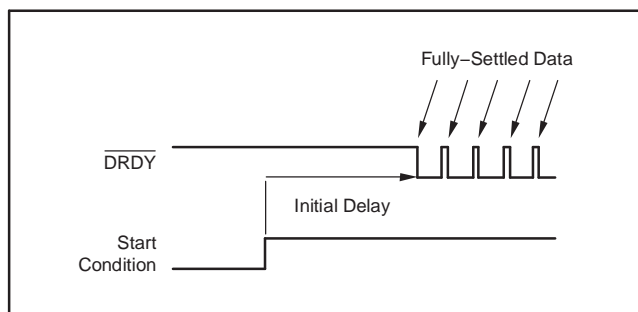 Fully–Settled Data
DRDY
Initial Delay
Start
Condition